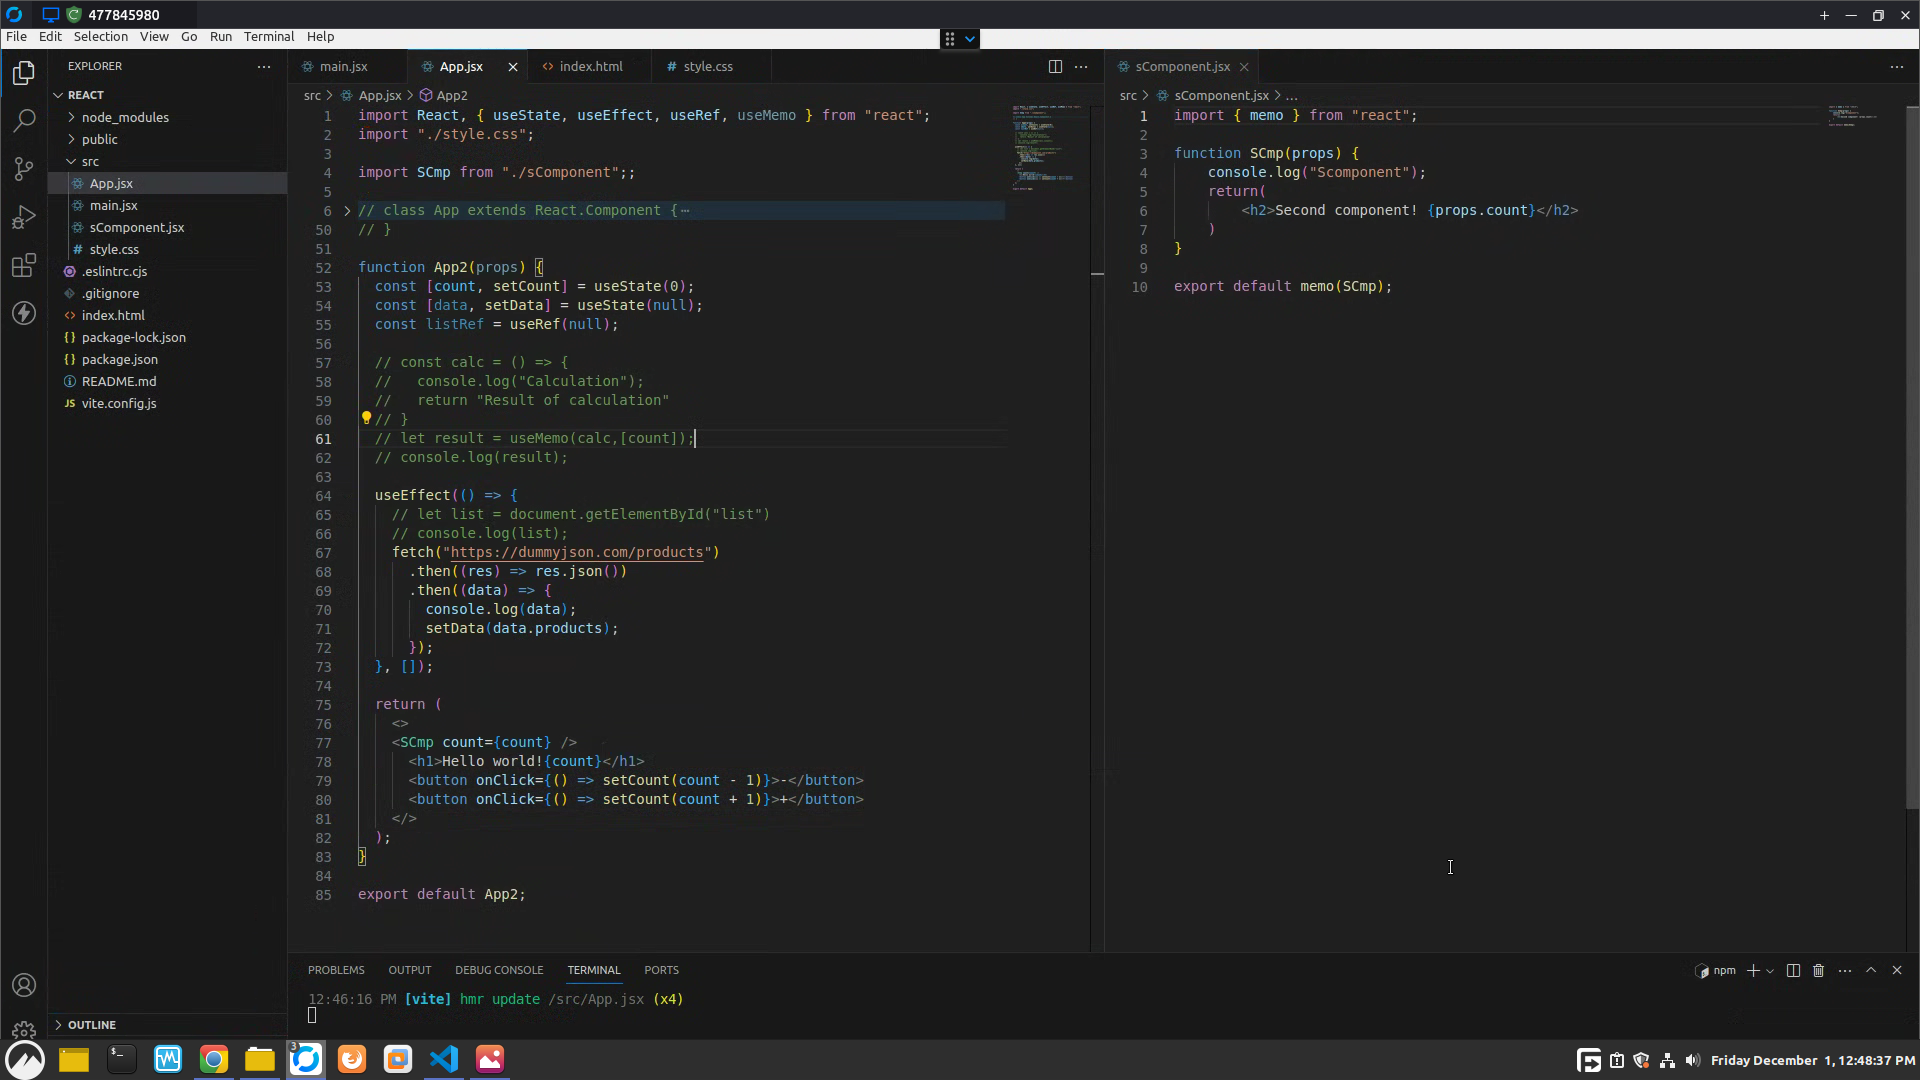 477845980
File Edit Selection View Go Run Terminal Help
EXPLORER
REACT
node_modules
public
src
App.jsx
main.jsx
sComponent.jsx
style.css
.eslintrc.cjs
.gitignore
index.html
package-lock.json
package.json
README.md
vite.config.js
OUTLINE
main.jsx App.jsx index.html style.css
src > App.jsx > App2
1 import React, { useState, useEffect, useRef, useMemo } from "react";
2 import "./style.css";
3
4 import SCmp from "./sComponent";;
5
6 // class App extends React.Component {⋯
50 // }
51
52 function App2(props) {
53 const [count, setCount] = useState(0);
54 const [data, setData] = useState(null);
55 const listRef = useRef(null);
56
57 // const calc = () => {
58 // console.log("Calculation");
59 // return "Result of calculation"
60 // }
61 // let result = useMemo(calc,[count]);
62 // console.log(result);
63
64 useEffect(() => {
65 // let list = document.getElementById("list")
66 // console.log(list);
67 fetch("https://dummyjson.com/products")
68 .then((res) => res.json())
69 .then((data) => {
70 console.log(data);
71 setData(data.products);
72 });
73 }, []);
74
75 return (
76 <>
77 <SCmp count={count} />
78 <h1>Hello world!{count}</h1>
79 <button onClick={() => setCount(count - 1)}>-</button>
80 <button onClick={() => setCount(count + 1)}>+</button>
81 </>
82 );
83 }
84
85 export default App2;
sComponent.jsx
src > sComponent.jsx > ...
1 import { memo } from "react";
2
3 function SCmp(props) {
4 console.log("Scomponent");
5 return(
6 <h2>Second component! {props.count}</h2>
7 )
8 }
9
10 export default memo(SCmp);
PROBLEMS OUTPUT DEBUG CONSOLE TERMINAL PORTS
npm
12:46:16 PM [vite] hmr update /src/App.jsx (x4)
3
Friday December 1, 12:48:37 PM